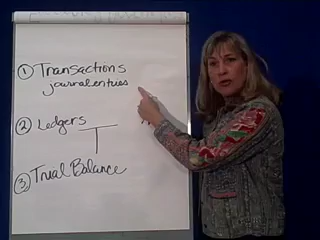 ① Transactions
journal entries
② Ledgers
③ Trial Balance